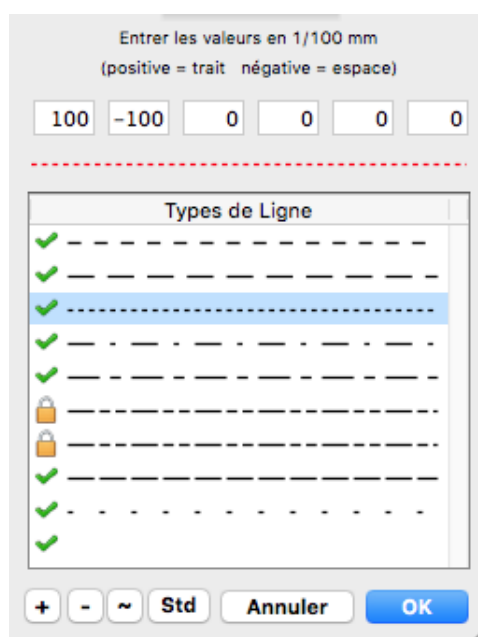 Entrer les valeurs en 1/100 mm
(positive = trait négative = espace)
100 -100 0 0 0 0
Types de Ligne
+ - ~ Std Annuler OK